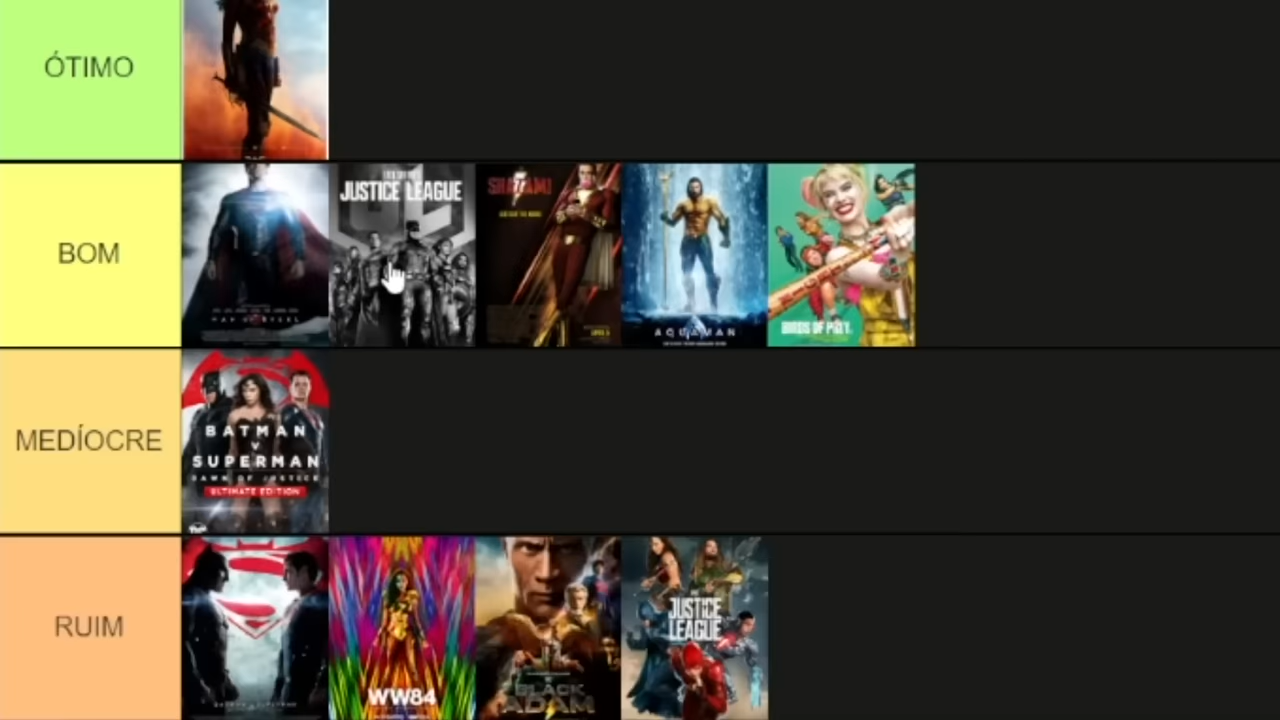 ÓTIMO
BOM
JUSTICE LEAGUE
SHAZAM!
AQUAMAN
BIRDS OF PREY
MEDÍOCRE
BATMAN
V
SUPERMAN
DAWN OF JUSTICE
ULTIMATE EDITION
RUIM
WW84
BLACK
ADAM
JUSTICE
LEAGUE